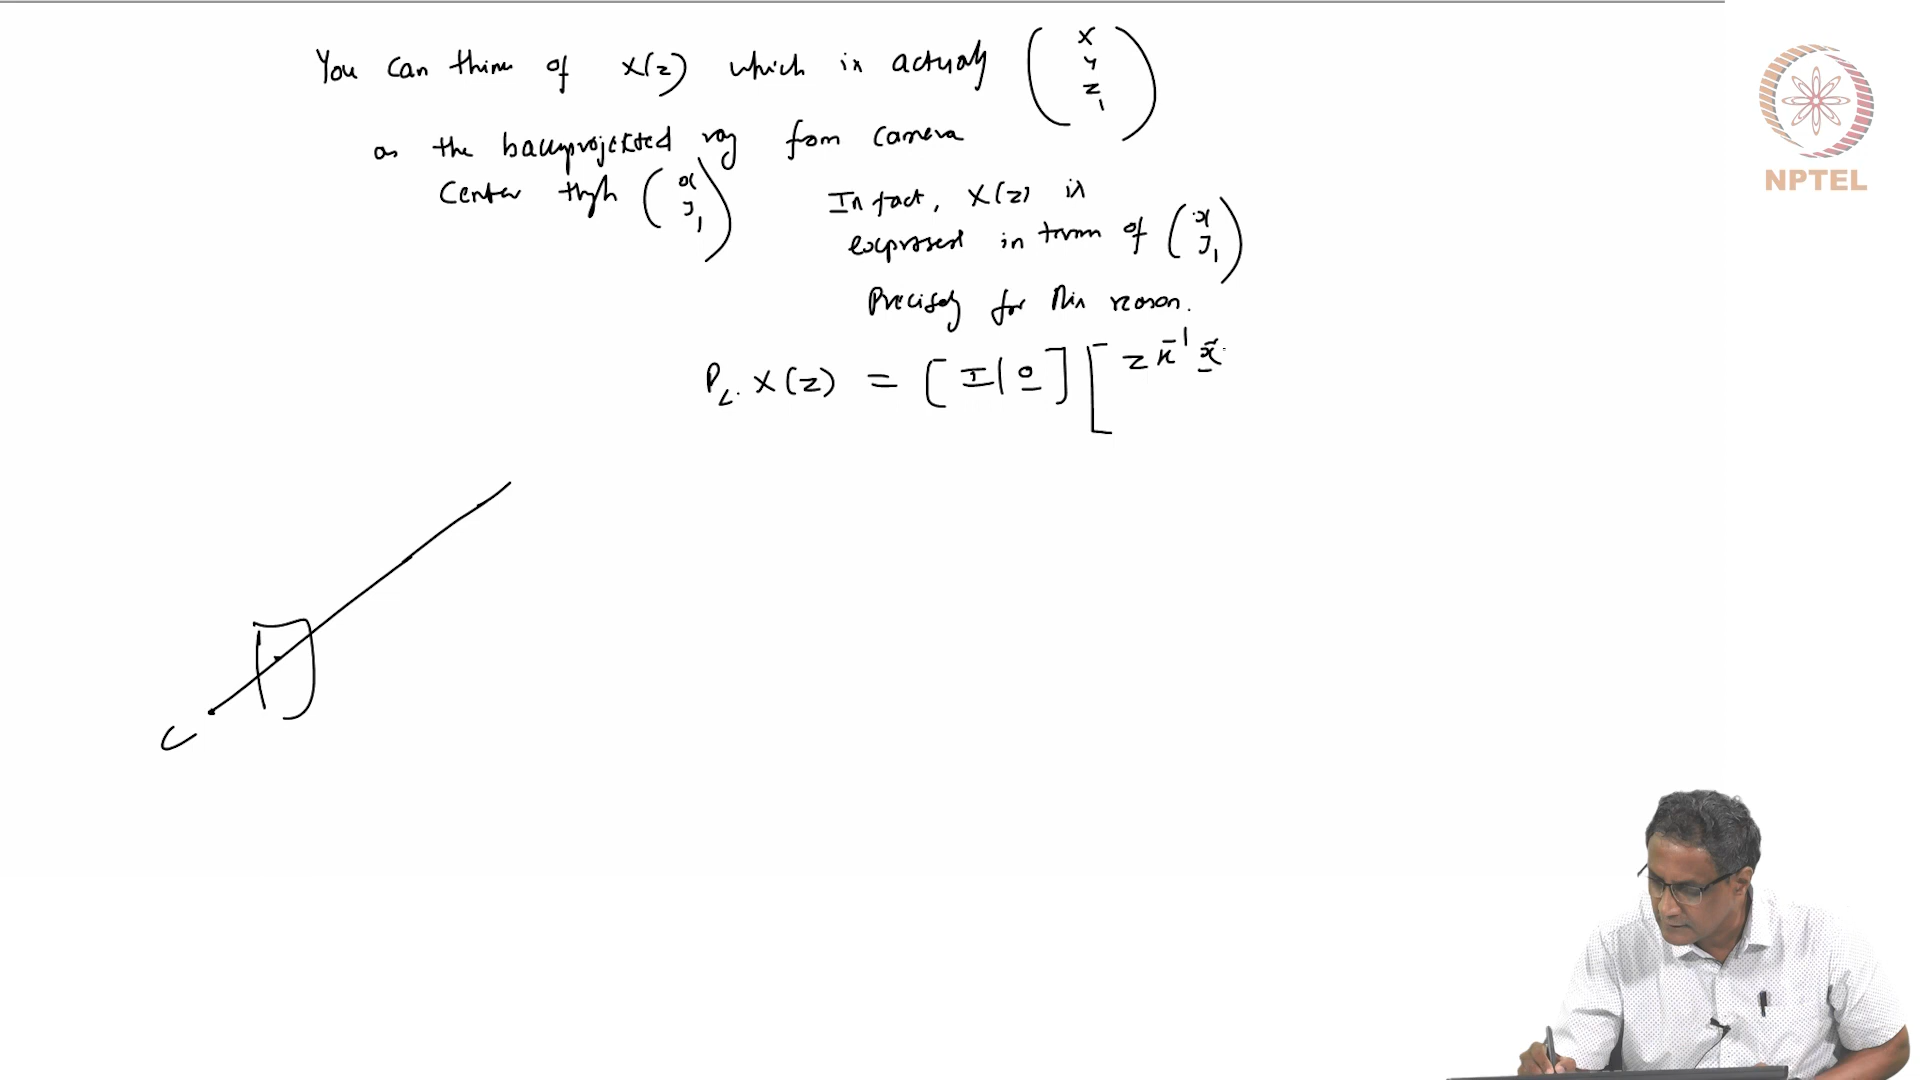 You can think of X(z) which is actually ( X Y Z 1 )
as the backprojected ray from camera
center through ( x y 1 )
In fact, X(z) is
expressed in terms of ( x y 1 )
Precisely for this reason.
P_L. X(z) = [ I | 0 ] [ z K^-1 x
C
NPTEL